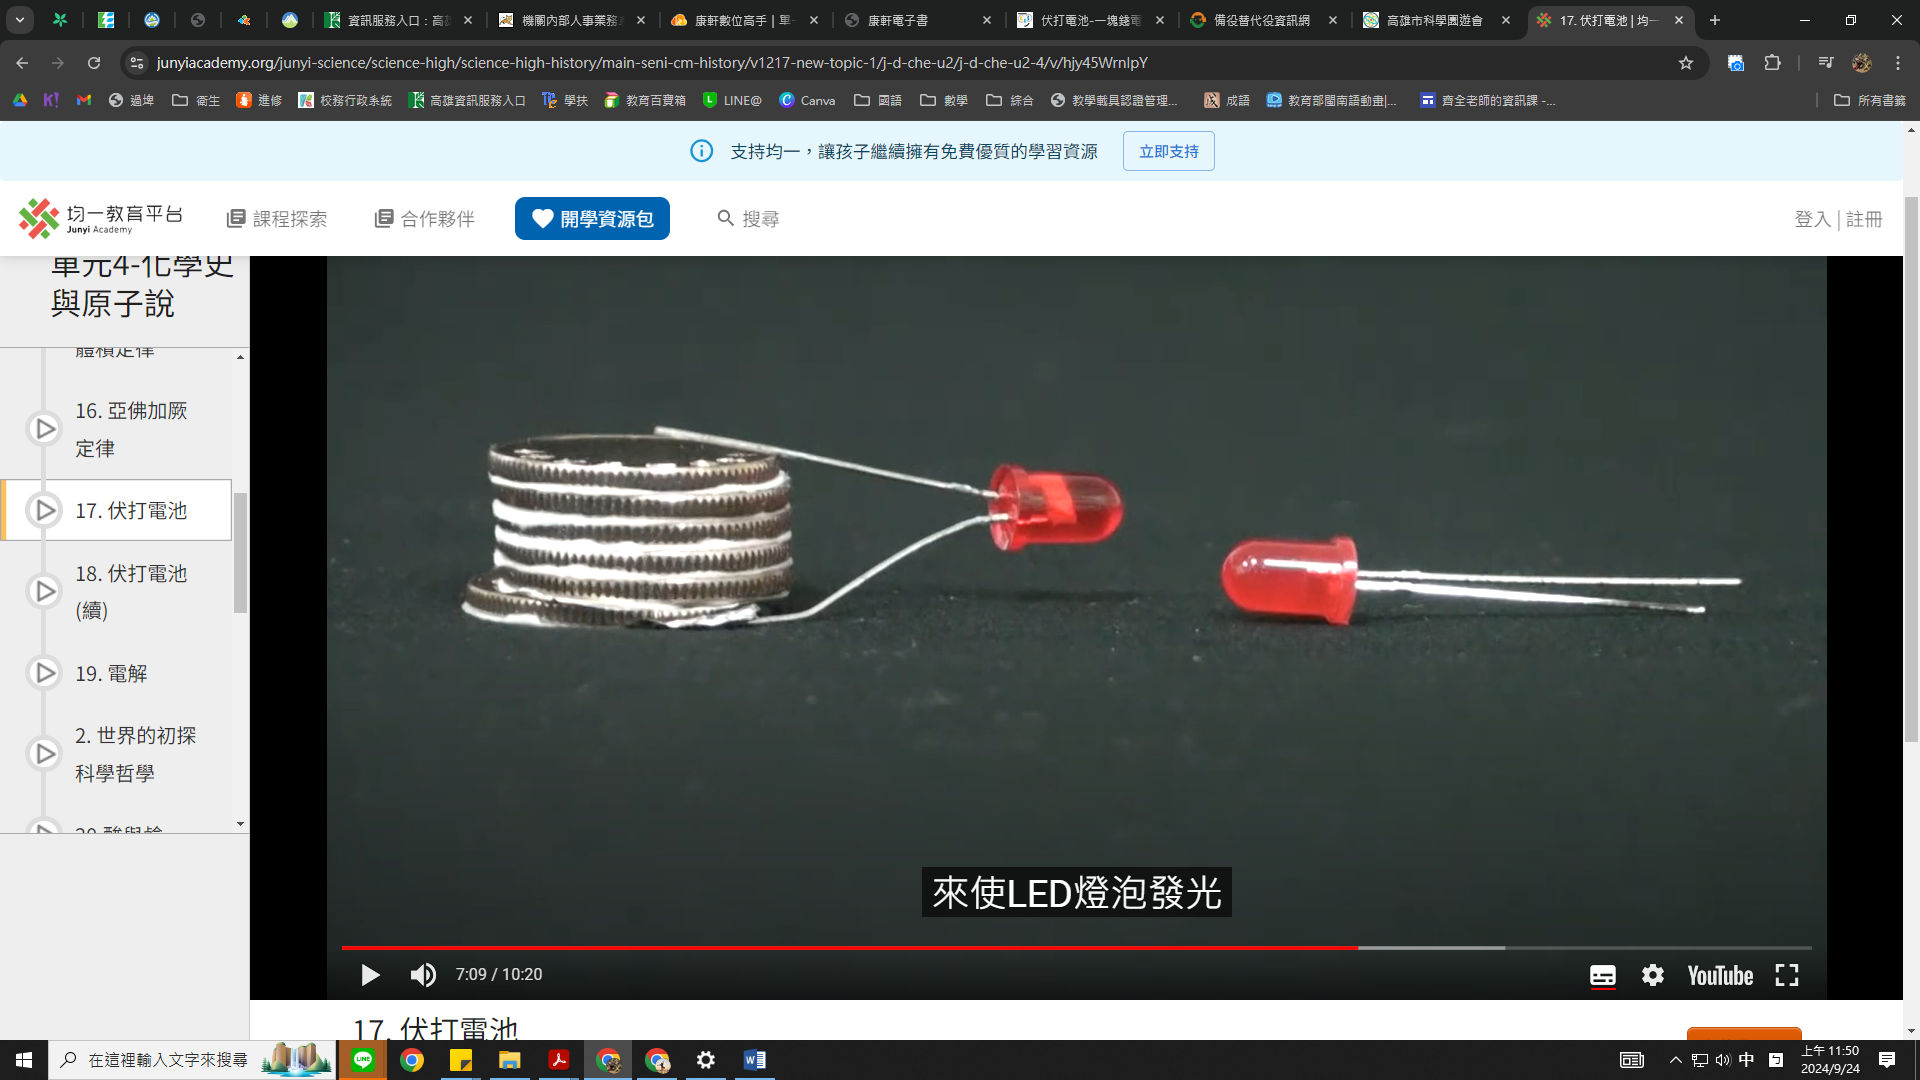 資訊服務入口：高雄
機關內部人事業務
康軒數位高手 | 單一
康軒電子書
伏打電池-一塊錢電
備役替代役資訊網
高雄市科學園遊會
17. 伏打電池 | 均一
junyiacademy.org/junyi-science/science-high/science-high-history/main-seni-cm-history/v1217-new-topic-1/j-d-che-u2/j-d-che-u2-4/v/hjy45WrnlpY
過埤
衛生
進修
校務行政系統
高雄資訊服務入口
學扶
教育百寶箱
LINE@
Canva
國語
數學
綜合
教學載具認證管理...
成語
教育部閩南語動畫|...
齊全老師的資訊課 -...
所有書籤
支持均一，讓孩子繼續擁有免費優質的學習資源
立即支持
均一教育平台
Junyi Academy
課程探索
合作夥伴
開學資源包
搜尋
登入 | 註冊
單元4-化學史
與原子說
體積定律
16. 亞佛加厥
定律
17. 伏打電池
18. 伏打電池
(續)
19. 電解
2. 世界的初探
科學哲學
20.酸與鹼
來使LED燈泡發光
7:09 / 10:20
YouTube
17. 伏打電池
在這裡輸入文字來搜尋
中
上午 11:50
2024/9/24